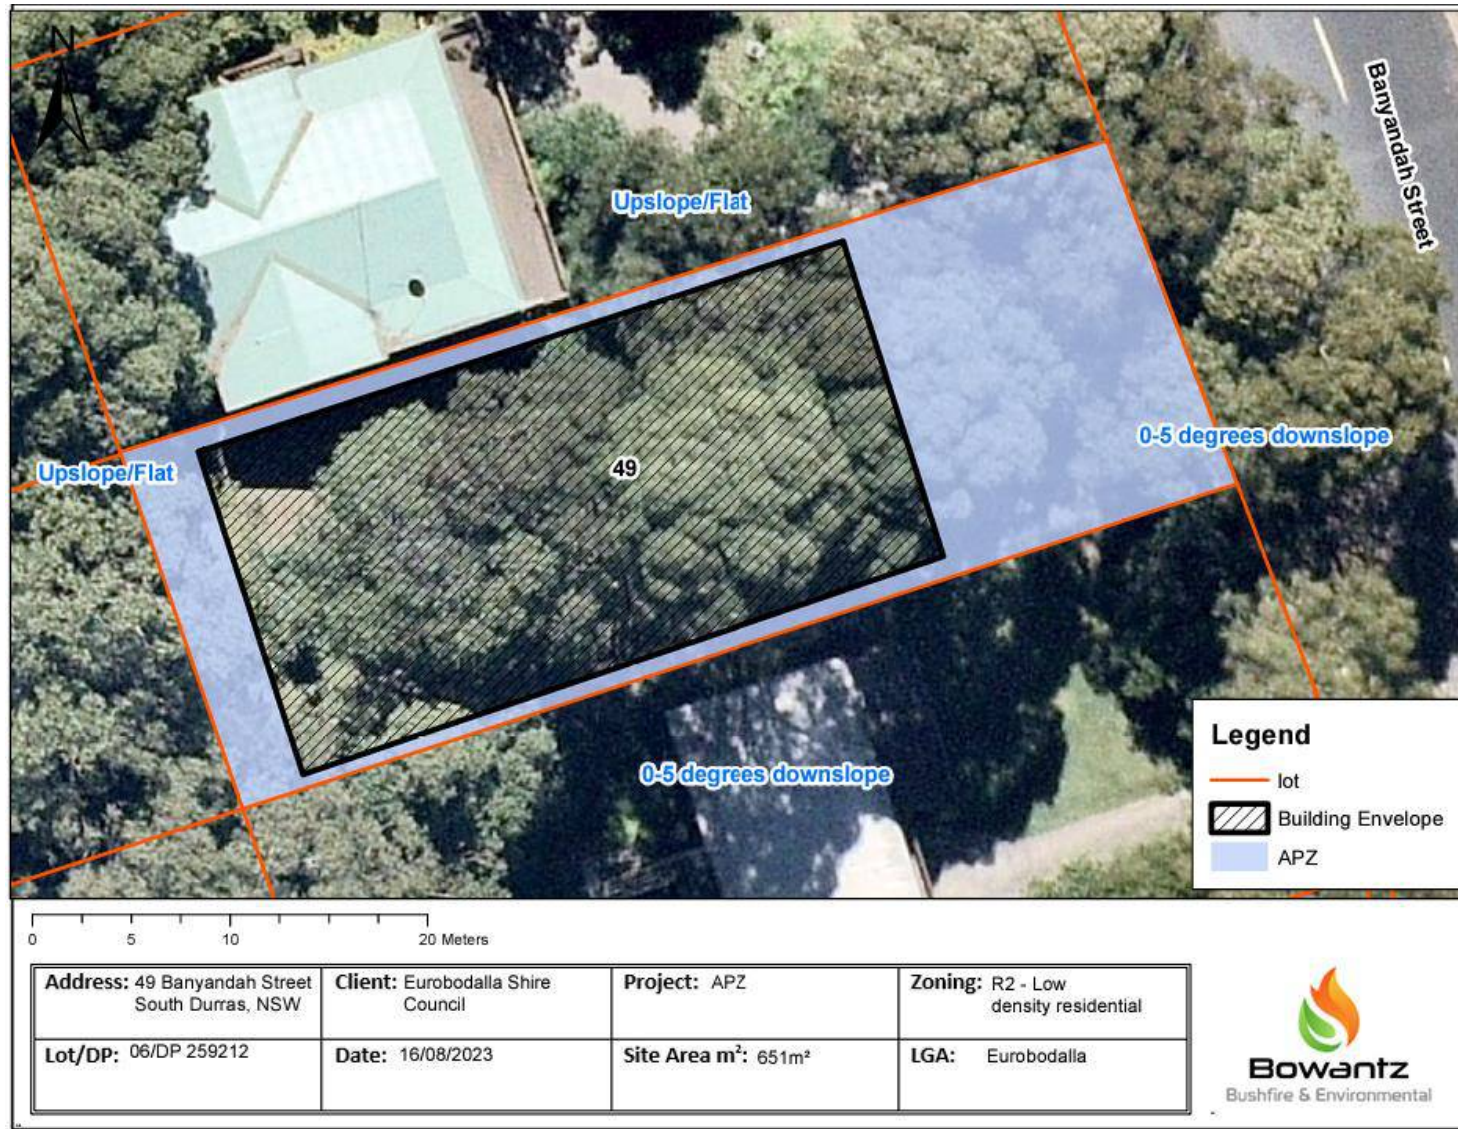 N
Banyandah Street
Upslope/Flat
0-5 degrees downslope
49
Upslope/Flat
0-5 degrees downslope
Legend
lot
Building Envelope
APZ
0 5 10 20 Meters
Address: 49 Banyandah Street
South Durras, NSW
Client: Eurobodalla Shire
Council
Project: APZ
Zoning: R2 - Low
density residential
Lot/DP: 06/DP 259212
Date: 16/08/2023
Site Area m²: 651m²
LGA: Eurobodalla
Bowantz
Bushfire & Environmental